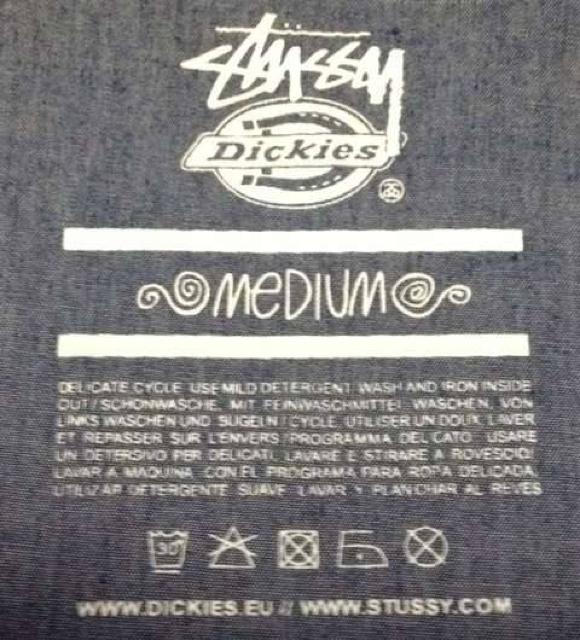 STUSSY
Dickies
MEDIUM
DELICATE CYCLE USE MILD DETERGENT. WASH AND IRON INSIDE
OUT / SCHONWASCHE, MIT FEINWASCHMITTEL WASCHEN, VON
LINKS WASCHEN UND BUGELN / CYCLE, UTILISER UN DOUX, LAVER
ET REPASSER SUR L'ENVERS / PROGRAMMA DELICATO. USARE
UN DETERSIVO PER DELICATI, LAVARE E STIRARE A ROVESCIO/
LAVAR A MAQUINA, CON EL PROGRAMA PARA ROPA DELICADA,
UTILIZAR DETERGENTE SUAVE. LAVAR Y PLANCHAR AL REVES
30
WWW.DICKIES.EU // WWW.STUSSY.COM